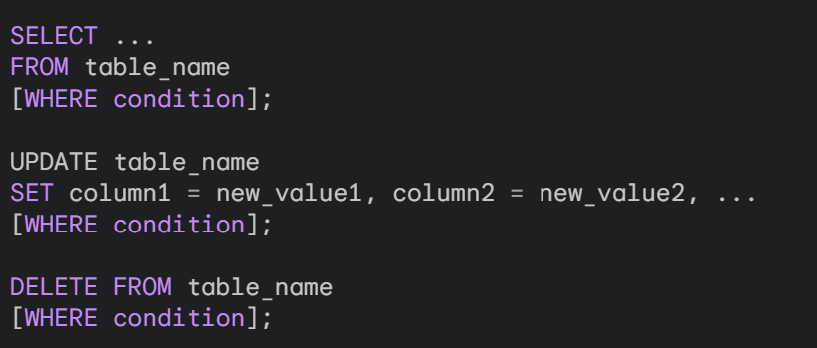 SELECT ...
FROM table_name
[WHERE condition];
UPDATE table_name
SET column1 = new_value1, column2 = new_value2, ...
[WHERE condition];
DELETE FROM table_name
[WHERE condition];